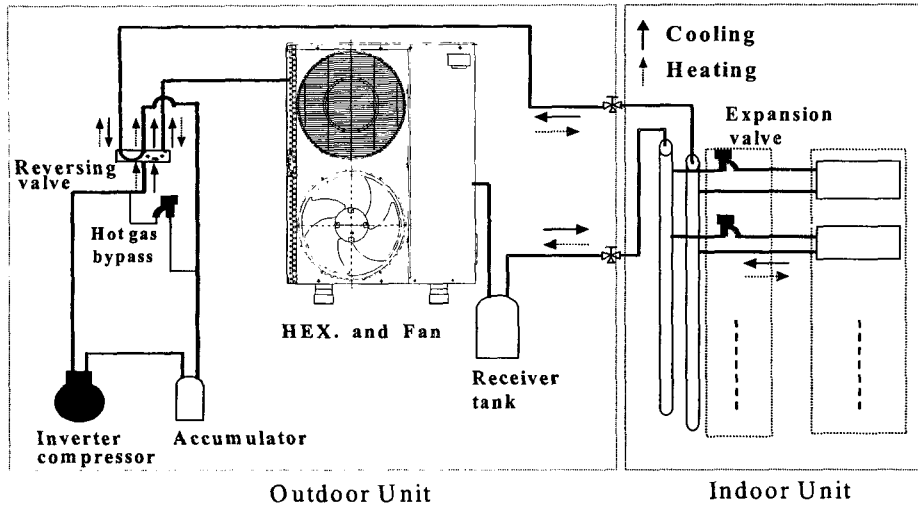 Cooling
Heating
Expansion
valve
Reversing
valve
Hot gas
bypass
HEX. and Fan
Receiver
tank
Inverter
compressor
Accumulator
Outdoor Unit
Indoor Unit